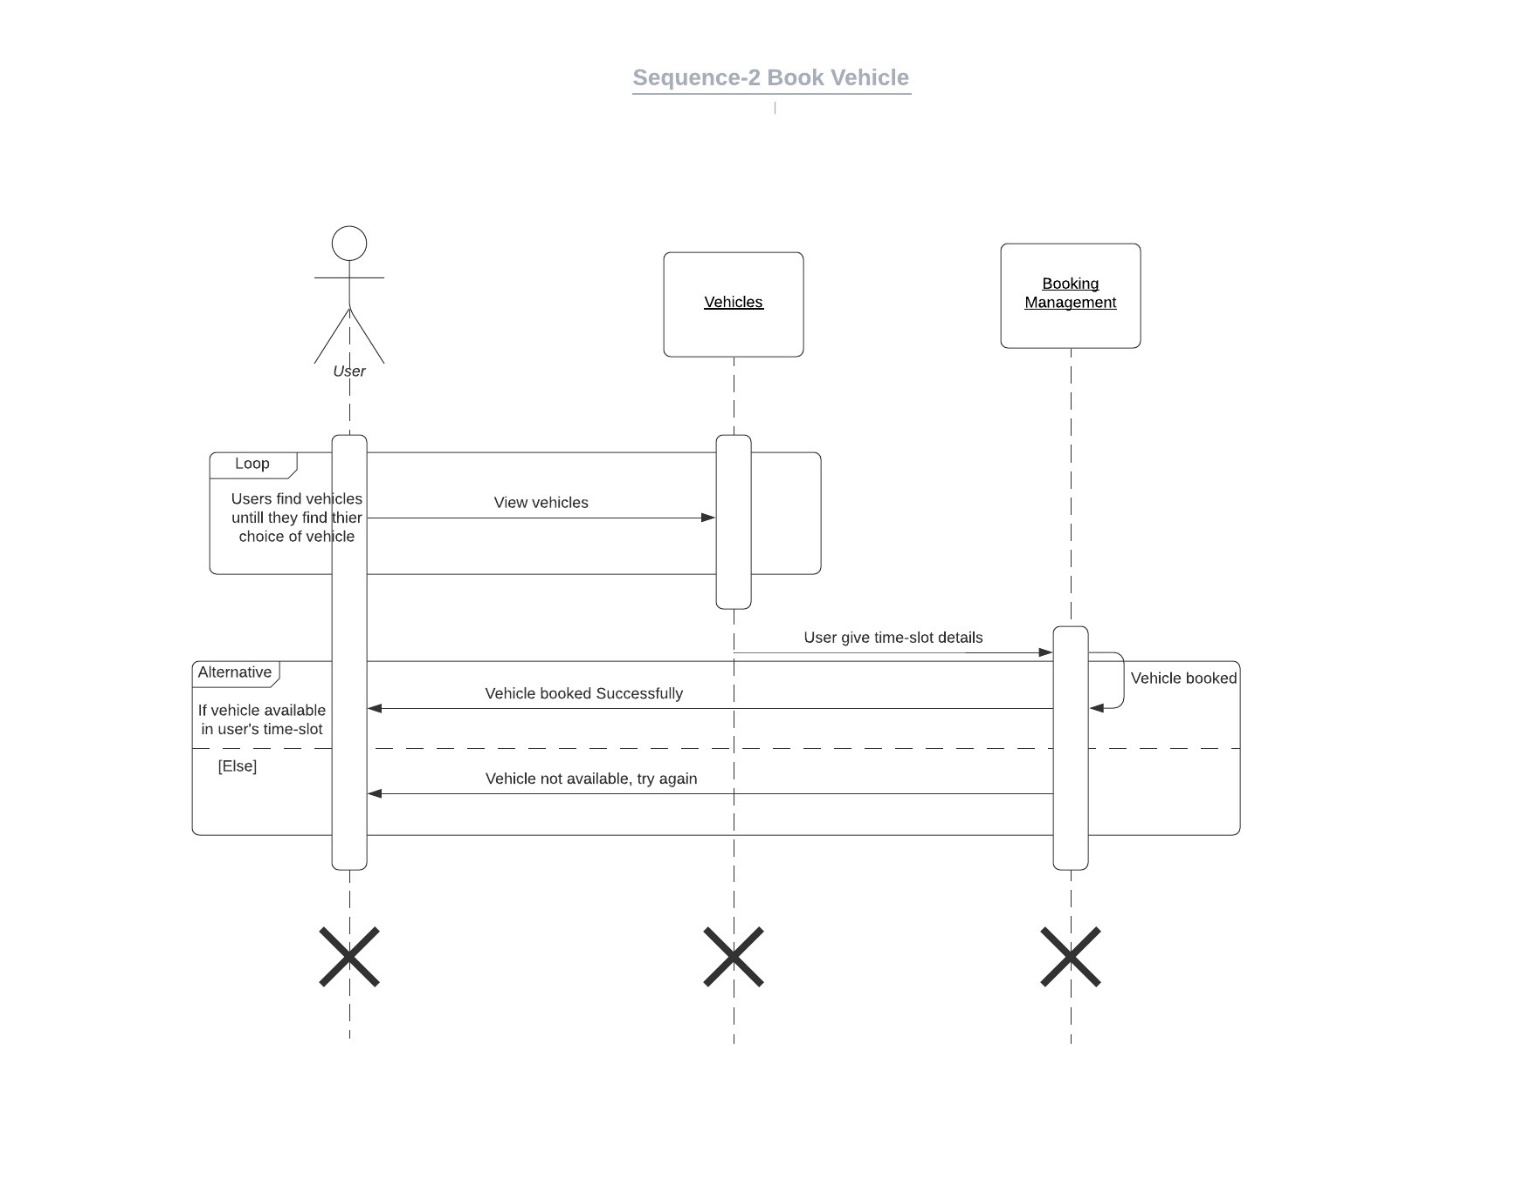 Sequence-2 Book Vehicle
User
Vehicles
Booking
Management
Loop
Users find vehicles
untill they find thier
choice of vehicle
View vehicles
User give time-slot details
Alternative
Vehicle booked
Vehicle booked Successfully
If vehicle available
in user's time-slot
[Else]
Vehicle not available, try again